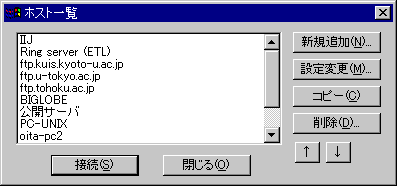 ホスト一覧
IIJ
Ring server (ETL)
ftp.kuis.kyoto-u.ac.jp
ftp.u-tokyo.ac.jp
ftp.tohoku.ac.jp
BIGLOBE
公開サーバ
PC-UNIX
oita-pc2
新規追加(N)...
設定変更(M)...
コピー(C)
削除(D)...
↑ ↓
接続(S) 閉じる(O)